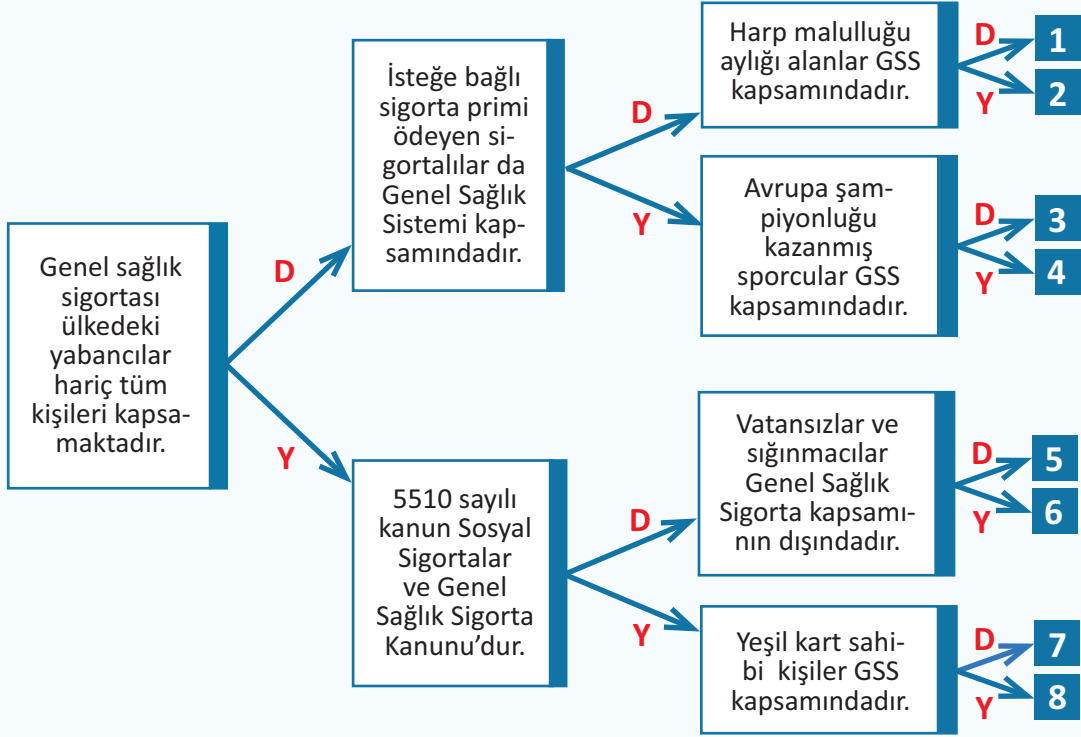 Genel sağlık
sigortası
ülkedeki
yabancılar
hariç tüm
kişileri kapsa-
maktadır.
D
Y
İsteğe bağlı
sigorta primi
ödeyen si-
gortalılar da
Genel Sağlık
Sistemi kap-
samındadır.
D
Y
Harp malulluğu
aylığı alanlar GSS
kapsamındadır.
D
1
Y
2
Avrupa şam-
piyonluğu
kazanmış
sporcular GSS
kapsamındadır.
D
3
Y
4
5510 sayılı
kanun Sosyal
Sigortalar
ve Genel
Sağlık Sigorta
Kanunu’dur.
D
Y
Vatansızlar ve
sığınmacılar
Genel Sağlık
Sigorta kapsamı-
nın dışındadır.
D
5
Y
6
Yeşil kart sahi-
bi kişiler GSS
kapsamındadır.
D
7
Y
8